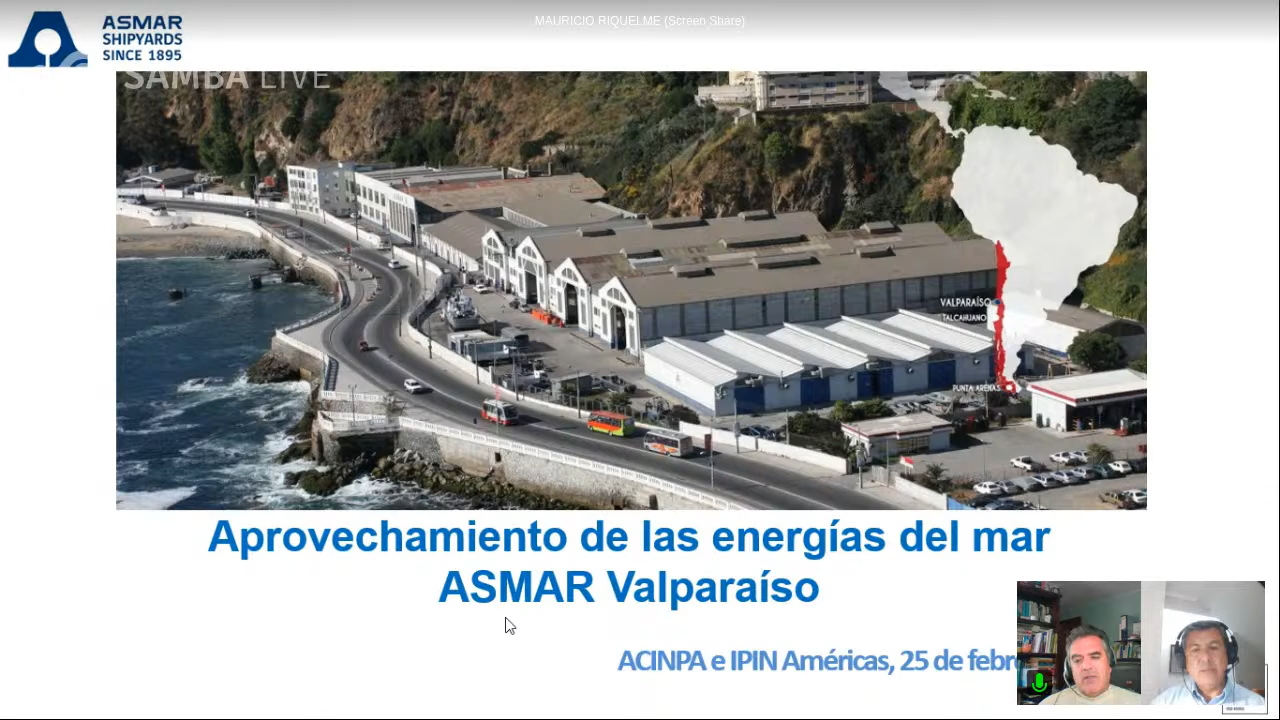 ASMAR
SHIPYARDS
SINCE 1895
MAURICIO RIQUELME (Screen Share)
SAMBA LIVE
VALPARAÍSO
TALCAHUANO
PUNTA ARENAS
Aprovechamiento de las energías del mar
ASMAR Valparaíso
ACINPA e IPIN Américas, 25 de febre